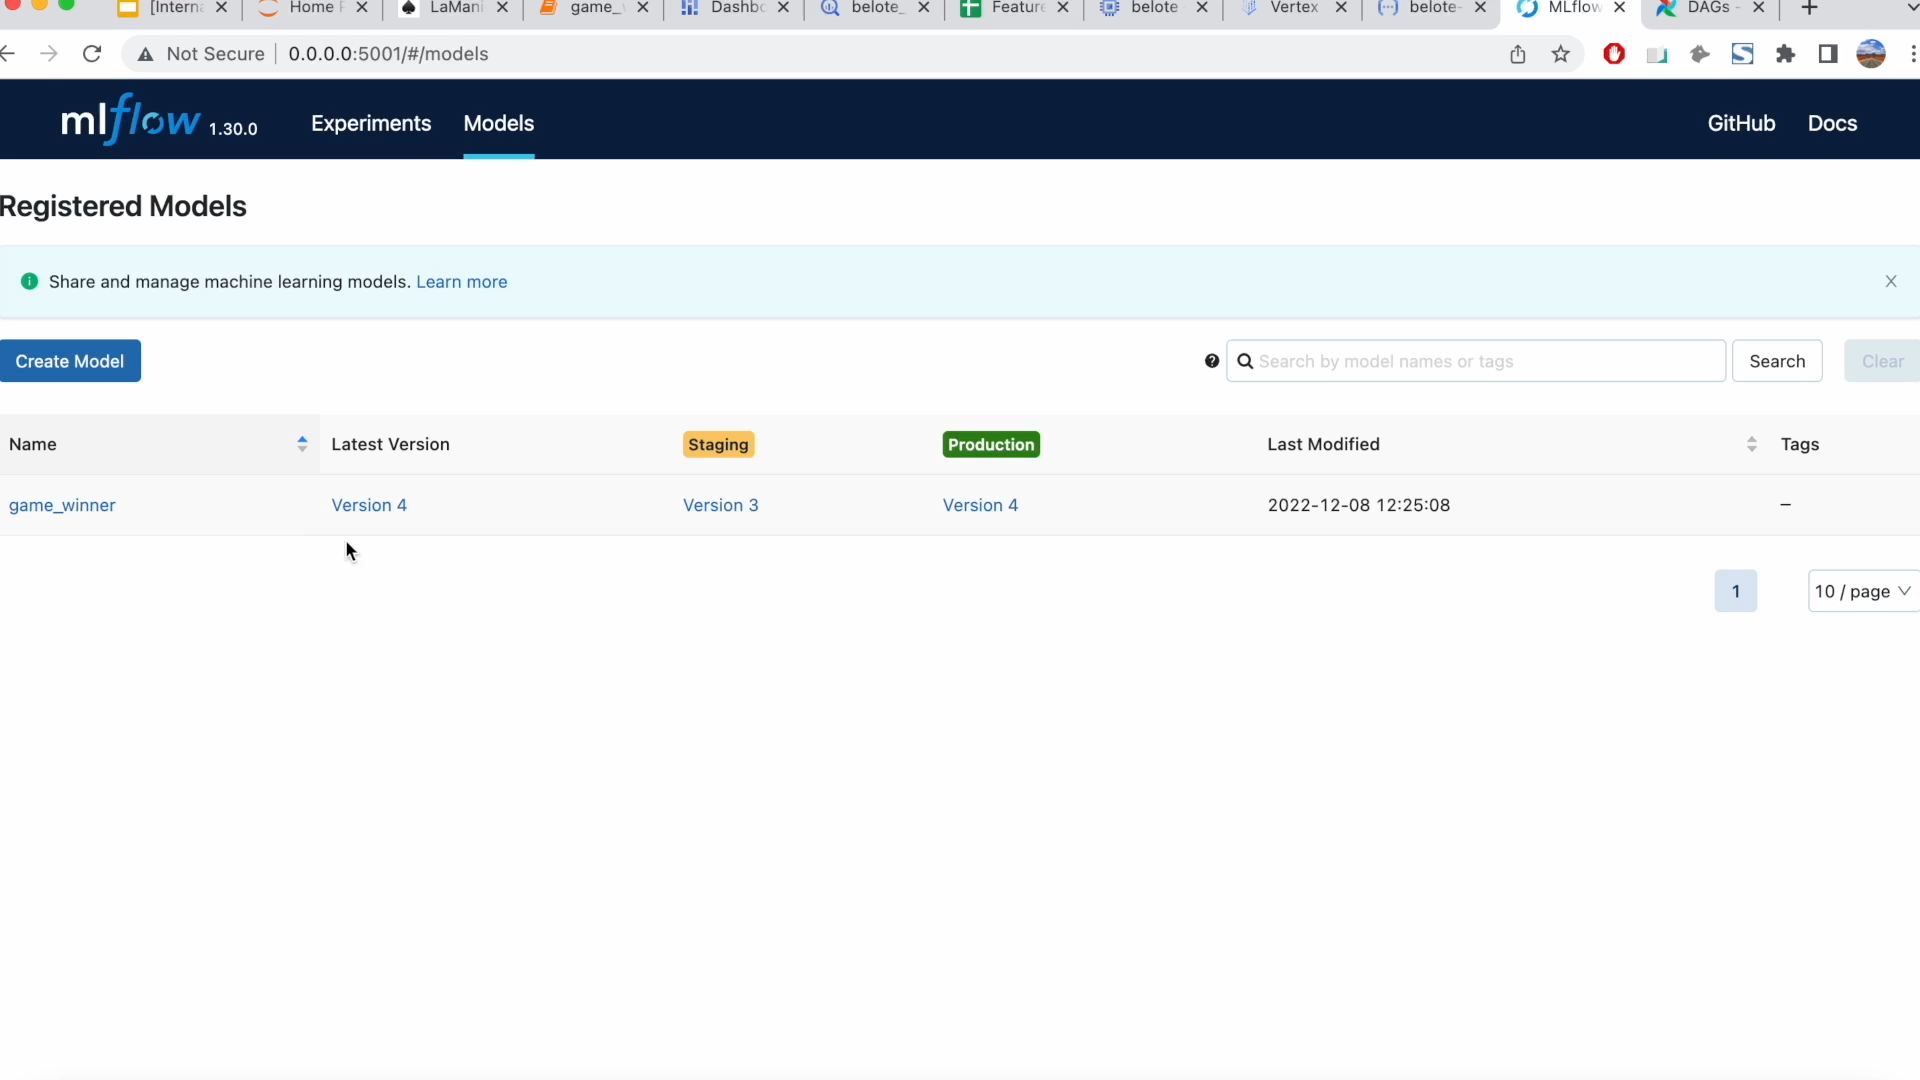 [Interna Home P LaMani game_ Dashbo belote_ Feature belote Vertex belote- MLflow DAGs -
Not Secure 0.0.0.0:5001/#/models
mlflow 1.30.0 Experiments Models GitHub Docs
Registered Models
Share and manage machine learning models. Learn more
Create Model Search by model names or tags Search Clear
Name Latest Version Staging Production Last Modified Tags
game_winner Version 4 Version 3 Version 4 2022-12-08 12:25:08 –
1 10 / page